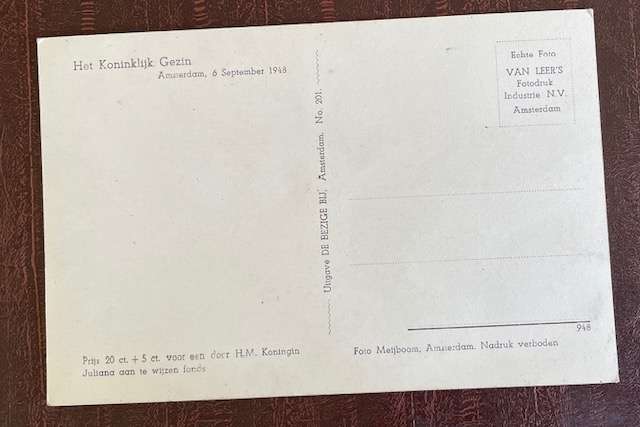 Het Koninklijk Gezin
Amsterdam, 6 September 1948
Prijs 20 ct. + 5 ct. voor een door H.M. Koningin
Juliana aan te wijzen fonds
Uitgave DE BEZIGE BIJ, Amsterdam. No. 201.
Echte Foto
VAN LEER'S
Fotodruk
Industrie N.V.
Amsterdam
948
Foto Meijboom, Amsterdam. Nadruk verboden